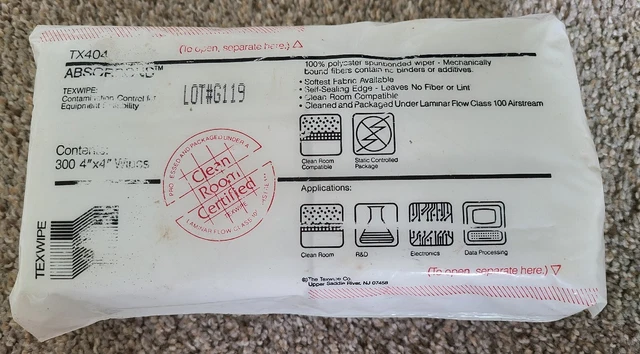 TX404
(To open, separate here.)
ABSORBOND™
TEXWIPE:
Contamination Control for
Equipment Reliability
LOT#G119
Contents:
300 4"x4" Wipes
100% polyester spunbonded wiper - Mechanically
bound fibers contain no binders or additives.
• Softest Fabric Available
• Self-Sealing Edge - Leaves No Fiber or Lint
• Clean Room Compatible
• Cleaned and Packaged Under Laminar Flow Class 100 Airstream
Clean Room
Compatible
Static Controlled
Package
PROCESSED AND PACKAGED UNDER A
Clean
Room
Certified
TEXWIPE
LAMINAR FLOW CLASS
TEXWIPE
Applications:
Clean Room
R&D
Electronics
Data Processing
(To open, separate here.)
© The Texwipe Co.
Upper Saddle River, NJ 07458